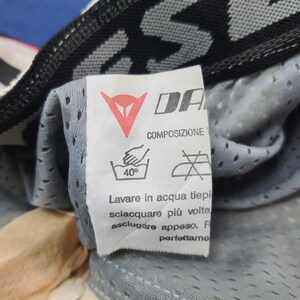 DA
COMPOSIZIONE
40°
Lavare in acqua tiepi
sciacquare più volte
asciugare appeso.
perfettame